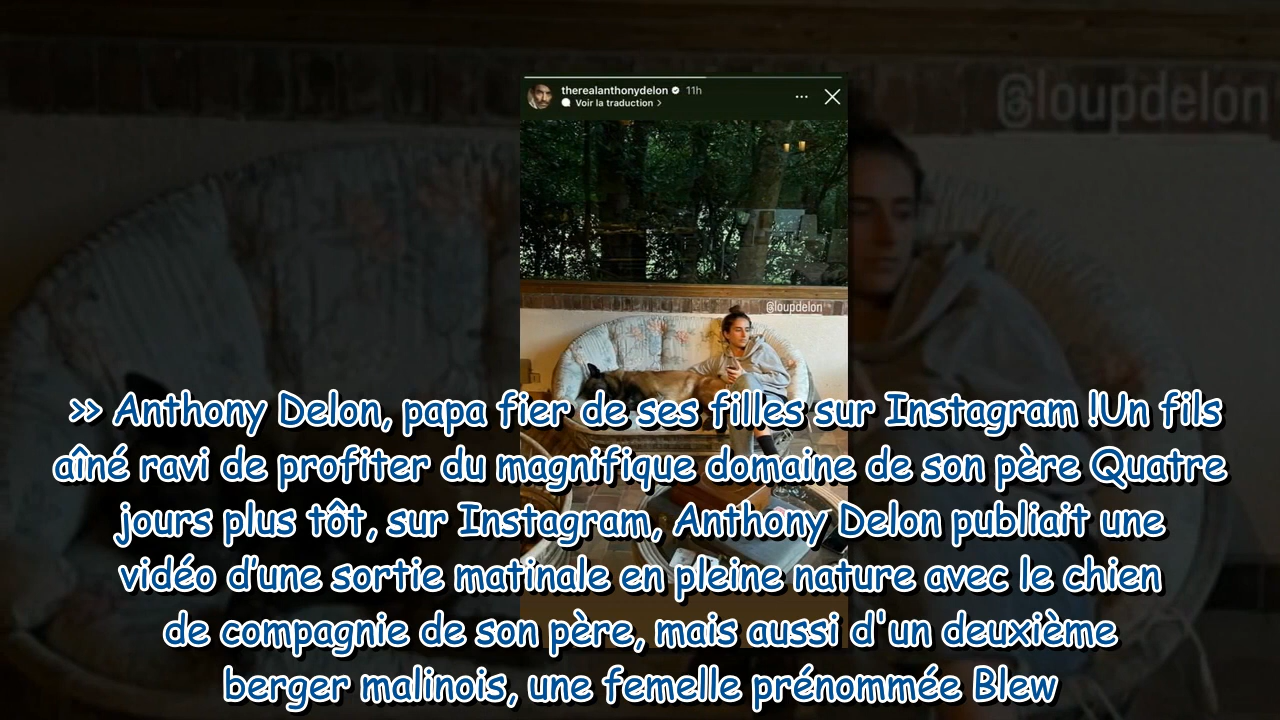 @loupdelon
therealanthonydelon 11h
Voir la traduction >
@loupdelon
>> Anthony Delon, papa fier de ses filles sur Instagram !Un fils
aîné ravi de profiter du magnifique domaine de son père Quatre
jours plus tôt, sur Instagram, Anthony Delon publiait une
vidéo d’une sortie matinale en pleine nature avec le chien
de compagnie de son père, mais aussi d'un deuxième
berger malinois, une femelle prénommée Blew